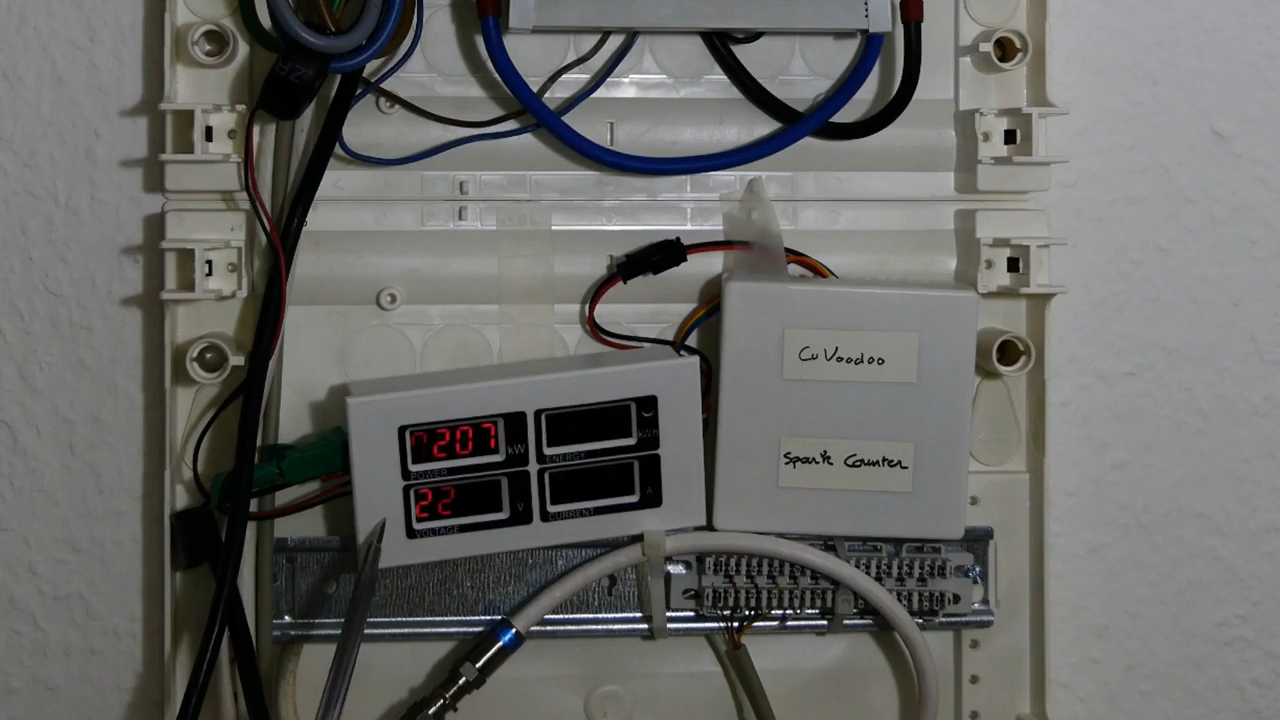 207 kW
POWER
kWh
ENERGY
22 V
VOLTAGE
A
CURRENT
CuVoodoo
Spark Counter